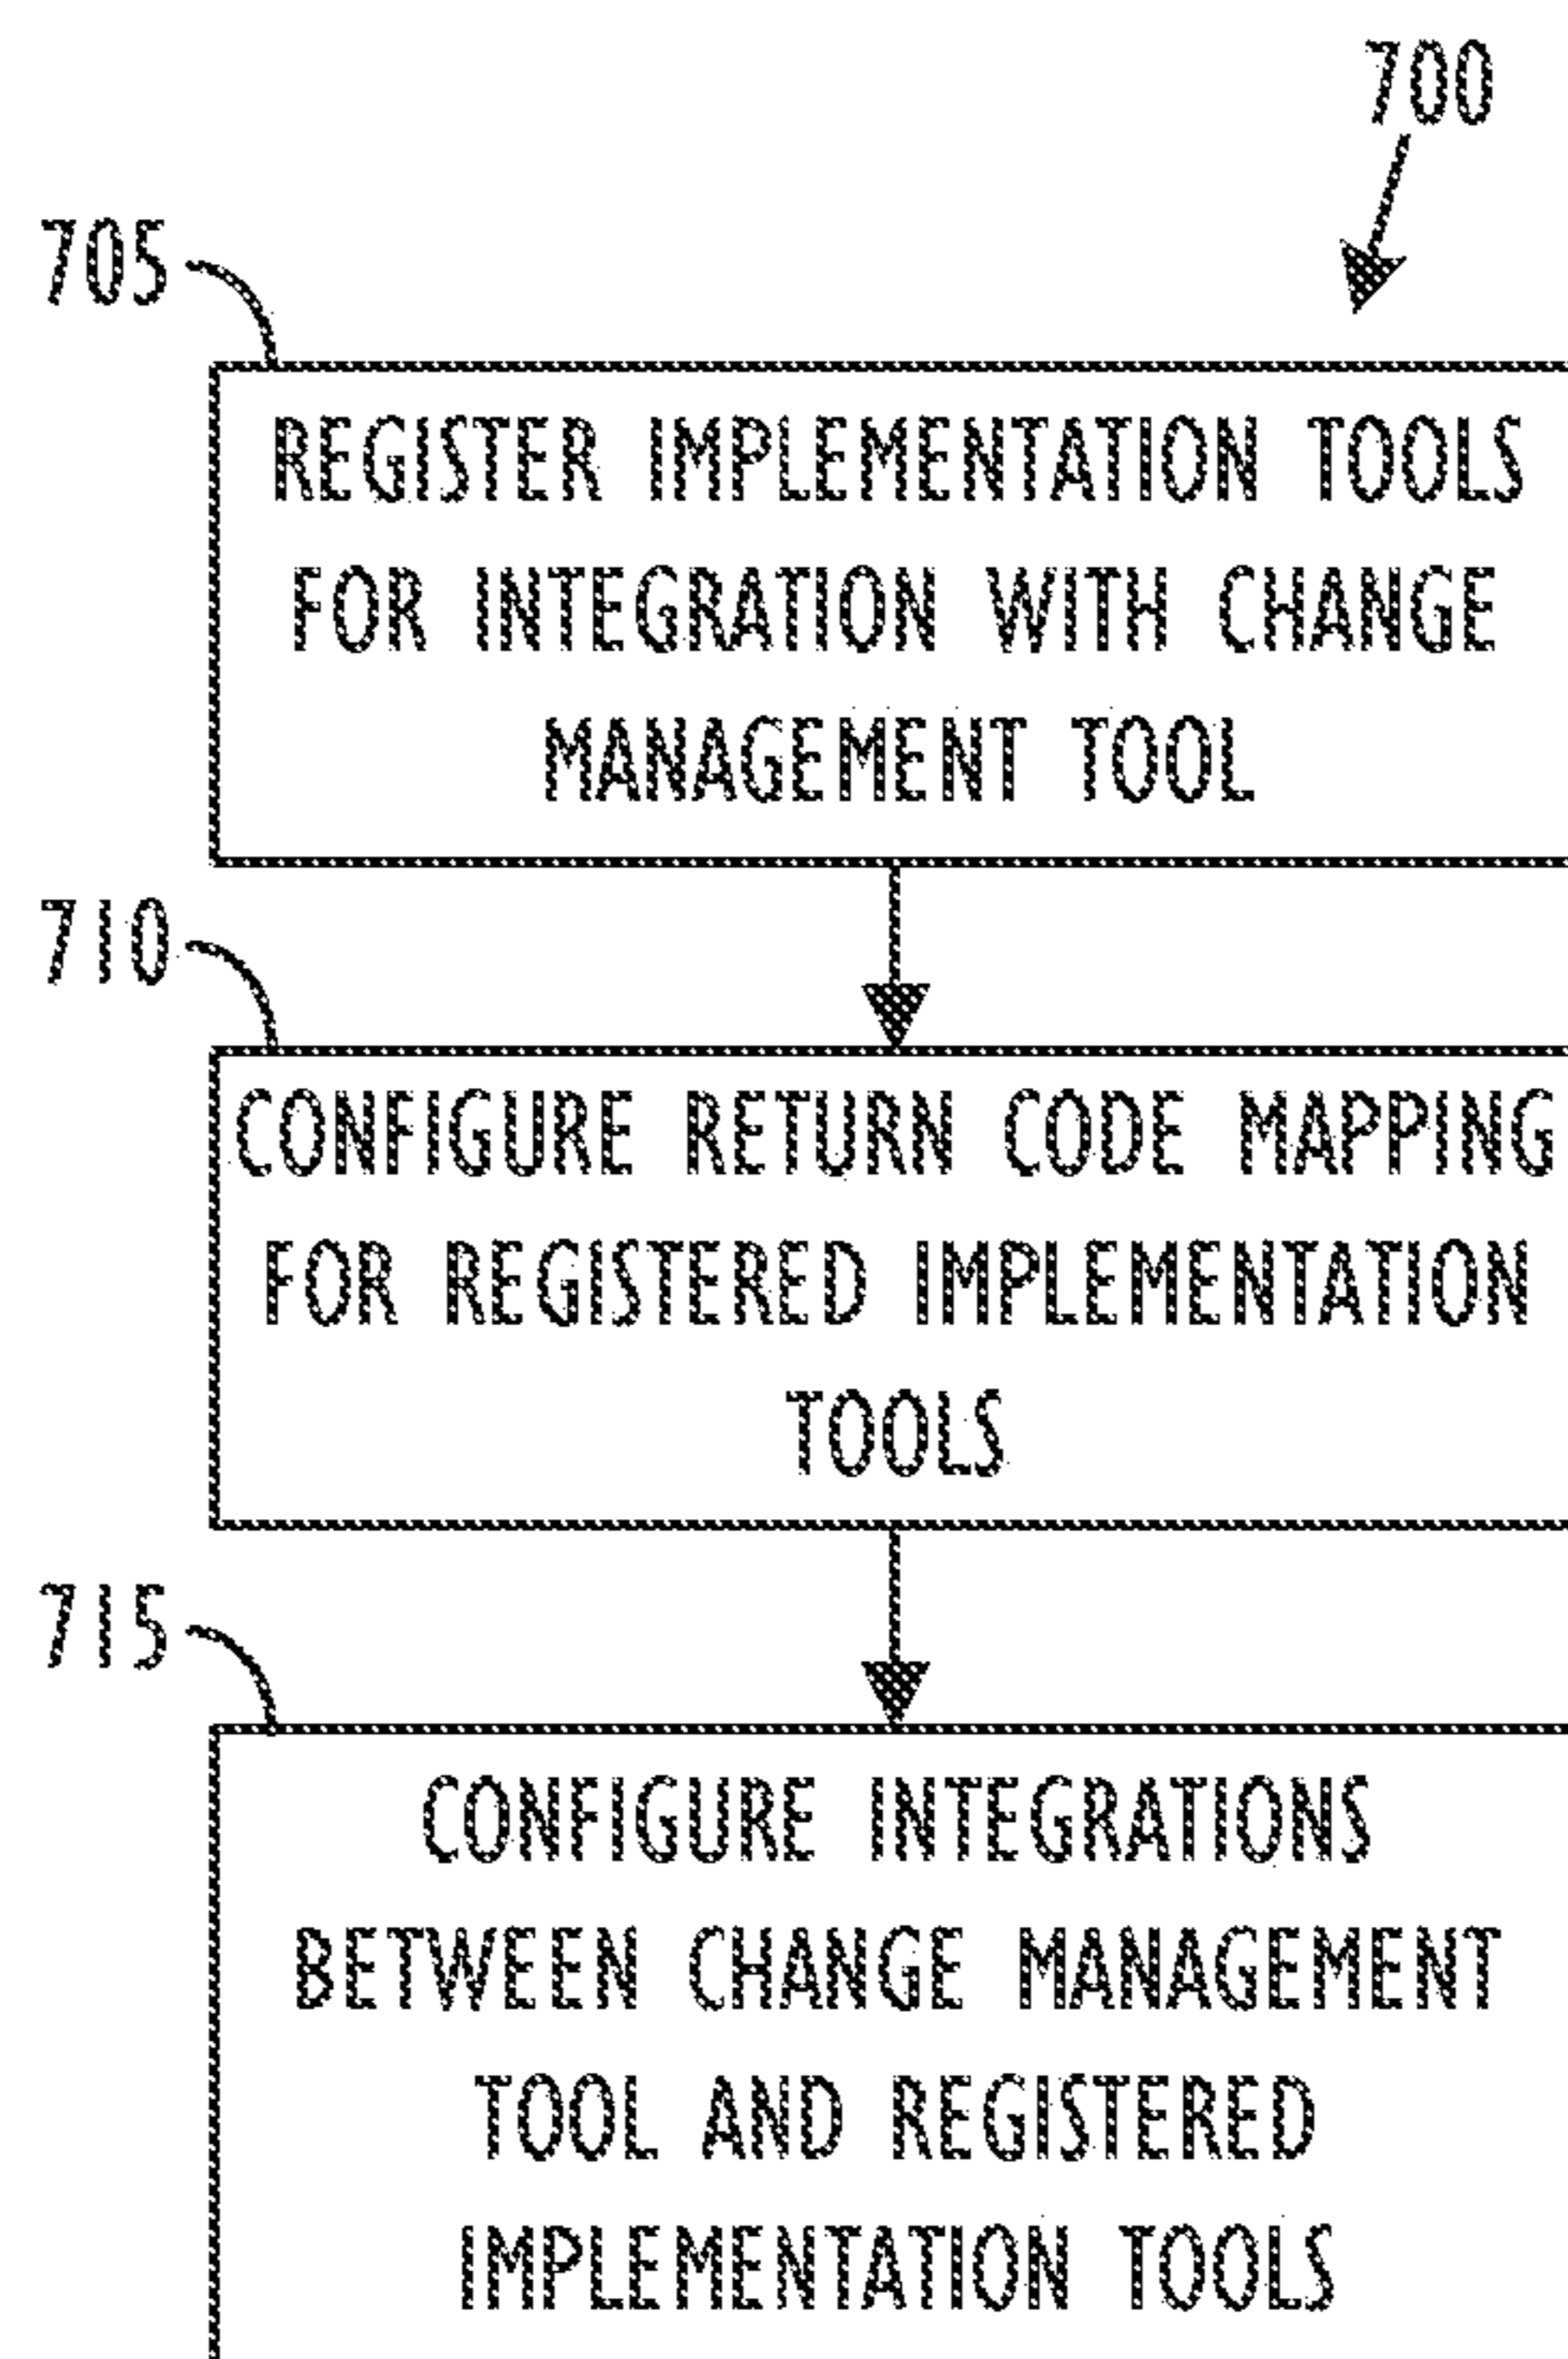 700
705
REGISTER IMPLEMENTATION TOOLS
FOR INTEGRATION WITH CHANGE
MANAGEMENT TOOL
710
CONFIGURE RETURN CODE MAPPING
FOR REGISTERED IMPLEMENTATION
TOOLS
715
CONFIGURE INTEGRATIONS
BETWEEN CHANGE MANAGEMENT
TOOL AND REGISTERED
IMPLEMENTATION TOOLS